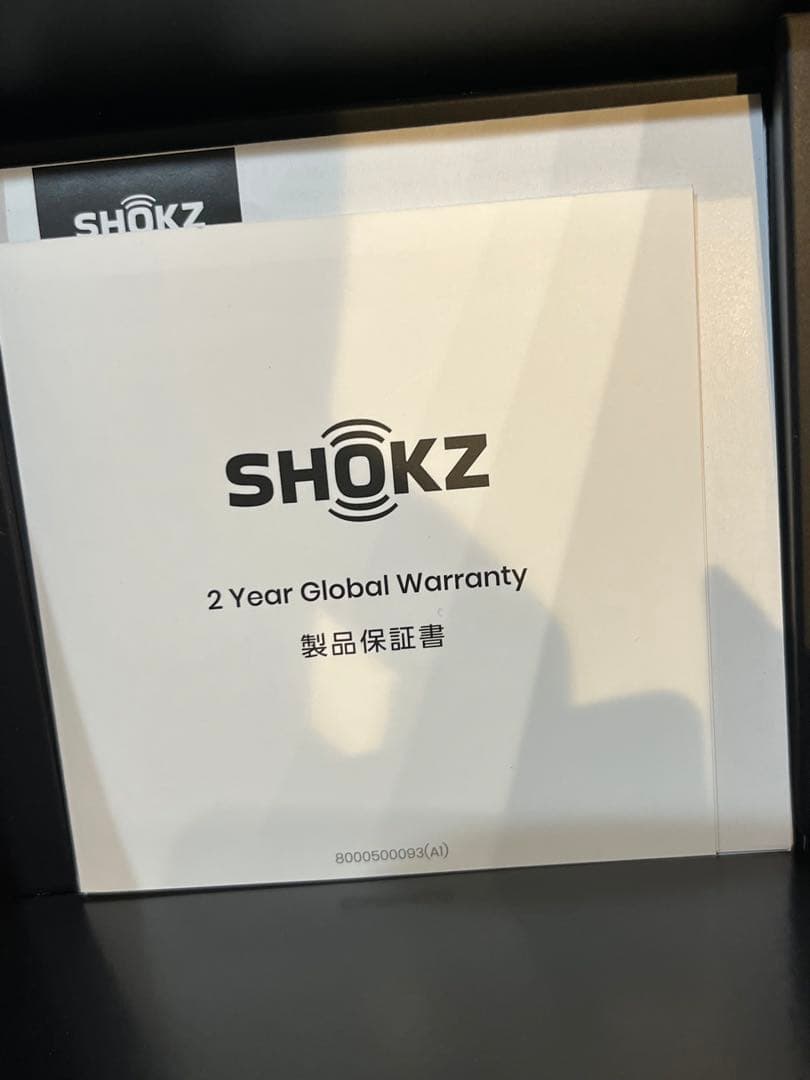 SHOKZ
SHOKZ
2 Year Global Warranty
製品保証書
8000500093(A1)